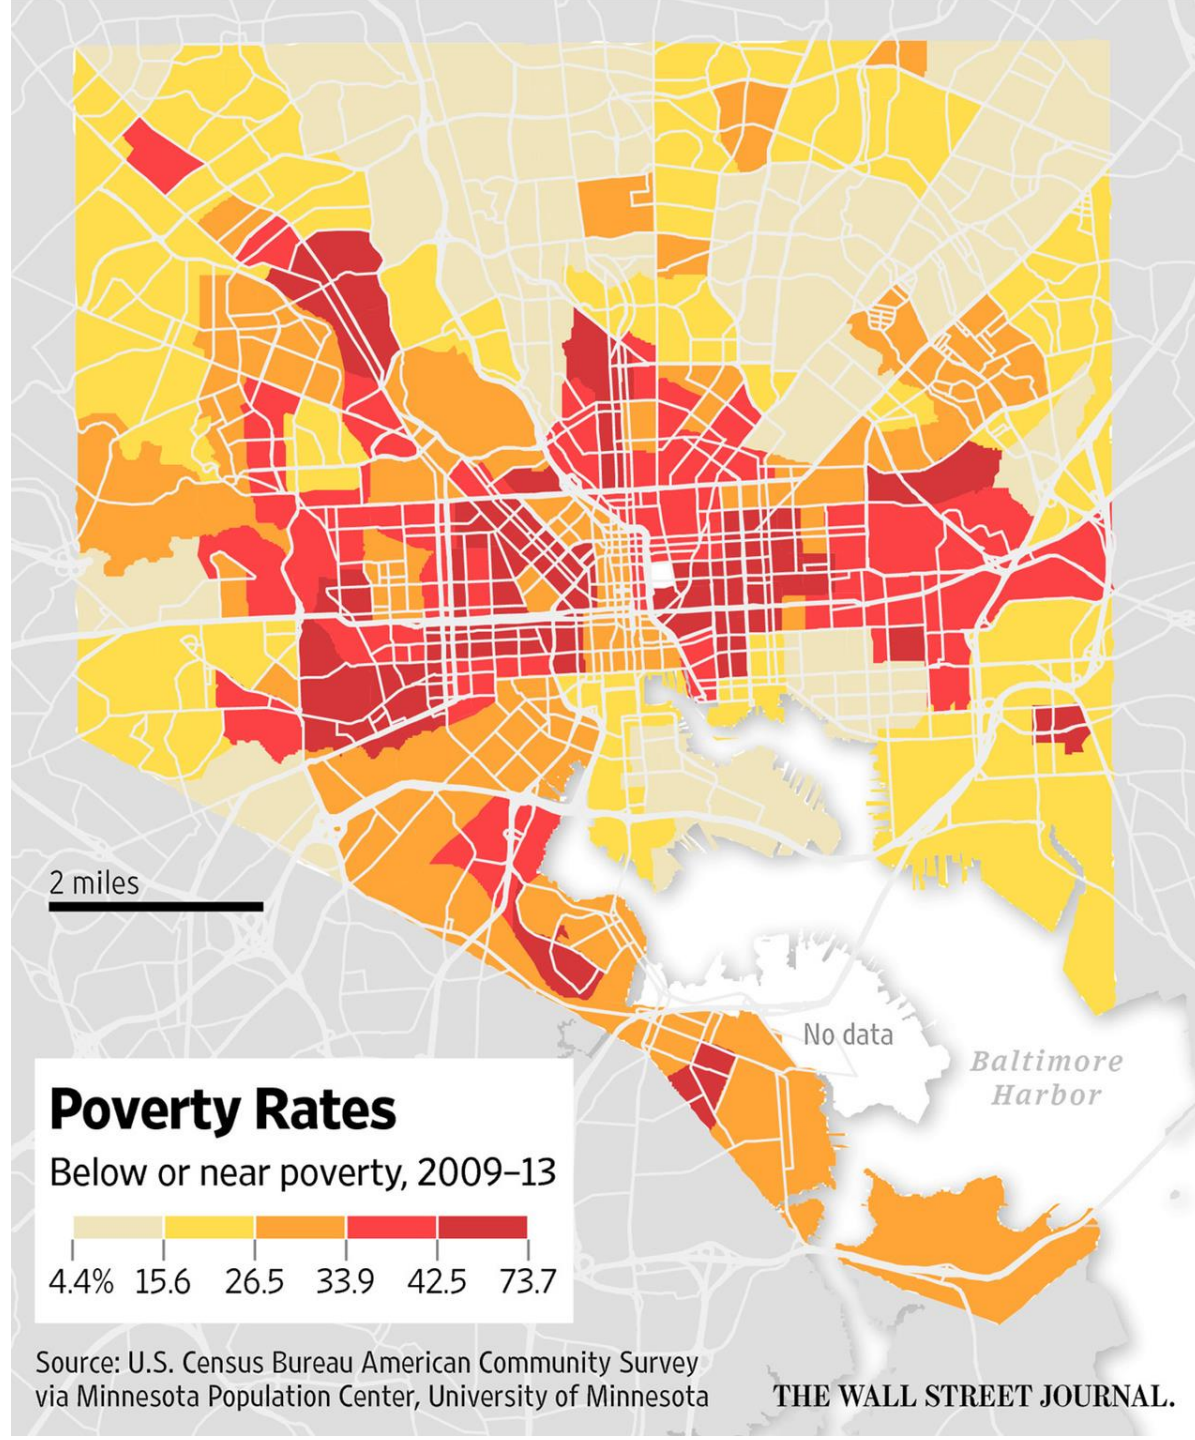 2 miles
No data
Baltimore
Harbor
Poverty Rates
Below or near poverty, 2009–13
4.4% 15.6 26.5 33.9 42.5 73.7
Source: U.S. Census Bureau American Community Survey
via Minnesota Population Center, University of Minnesota
THE WALL STREET JOURNAL.